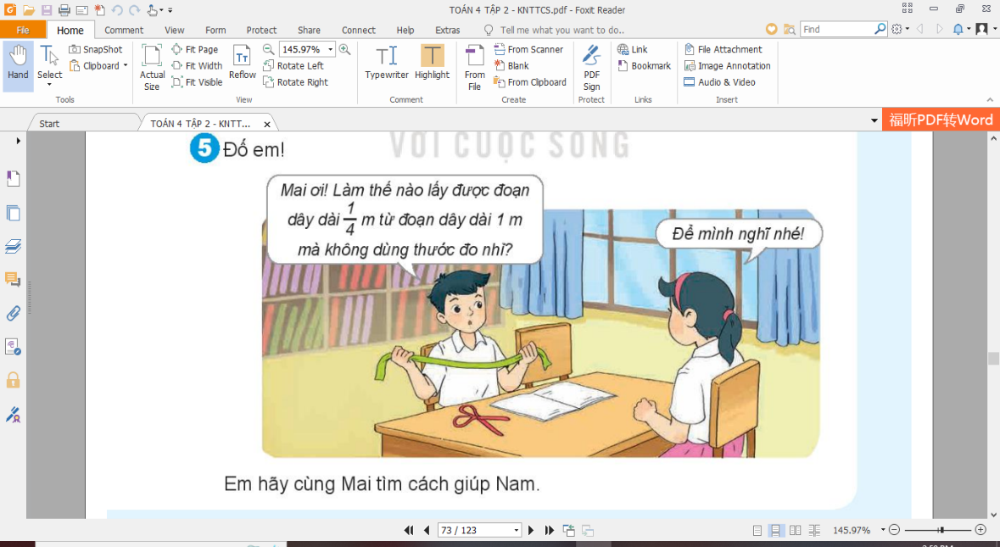 TOÁN 4 TẬP 2 - KNTTCS.pdf - Foxit Reader
File Home Comment View Form Protect Share Connect Help Extras Tell me what you want to do.. Find
Hand
Select
SnapShot
Clipboard
Tools
Actual Size
Fit Page
Fit Width
Fit Visible
Reflow
145.97%
Rotate Left
Rotate Right
View
Typewriter
Highlight
Comment
From File
From Scanner
Blank
From Clipboard
Create
PDF Sign
Protect
Link
Bookmark
Links
File Attachment
Image Annotation
Audio & Video
Insert
Start
TOÁN 4 TẬP 2 - KNTT...
福昕PDF转Word
VỚI CUỘC SỐNG
5 Đố em!
Mai ơi! Làm thế nào lấy được đoạn
dây dài 1/4 m từ đoạn dây dài 1 m
mà không dùng thước đo nhỉ?
Để mình nghĩ nhé!
Em hãy cùng Mai tìm cách giúp Nam.
73 / 123
145.97%